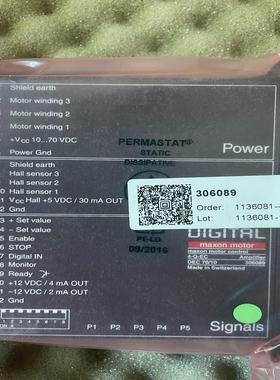 Shield earth
Motor winding 3
Motor winding 2
Motor winding 1
+Vcc 10...70 VDC
Power Gnd
Power
PERMASTAT®
STATIC
DISSIPATIVE
Shield earth
Hall sensor 3
Hall sensor 2
Hall sensor 1
1 Vcc Hall +5 VDC / 30 mA OUT
2 Gnd
306089
Order: 1136081-
Lot: 1136081-
3 + Set value
4 - Set value
5 Enable
6 STOP
7 Digital IN
8 Monitor
9 Ready
0 +12 VDC / 4 mA OUT
1 −12 VDC / 2 mA OUT
2 Gnd
PE-LD
09/2016
DIGITAL
maxon motor
maxon motor control
4-Q-EC Amplifier
DEC 70/10 306089
Made in Switzerland
P1 P2 P3 P4 P5
Signals